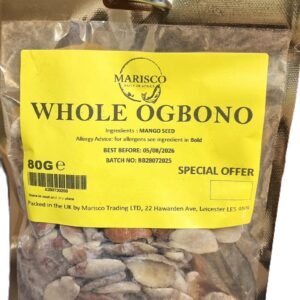 MARISCO
WHOLE OGBONO
Ingredients : MANGO SEED
Allergy Advice: for allergens see ingredient in Bold
BEST BEFORE: 05/08/2026
BATCH NO: BB28072025
80G e
SPECIAL OFFER
Packed in the UK by Marisco Trading LTD, 22 Hawarden Ave, Leicester LE5